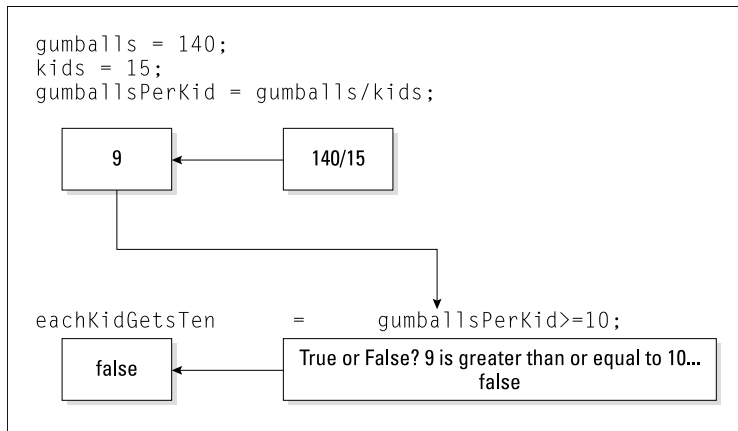 gumballs = 140;
kids = 15;
gumballsPerKid = gumballs/kids;
9
140/15
eachKidGetsTen = gumballsPerKid>=10;
false
True or False? 9 is greater than or equal to 10...
false